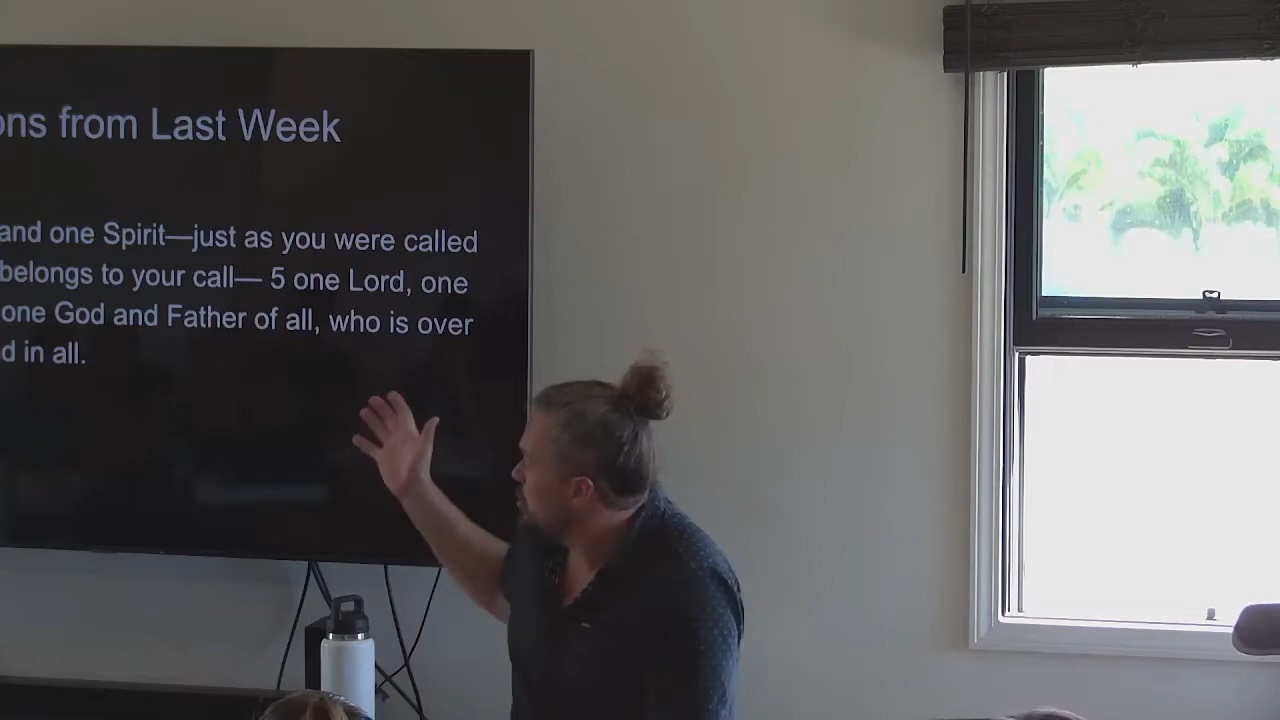 ons from Last Week
and one Spirit—just as you were called
belongs to your call— 5 one Lord, one
one God and Father of all, who is over
d in all.